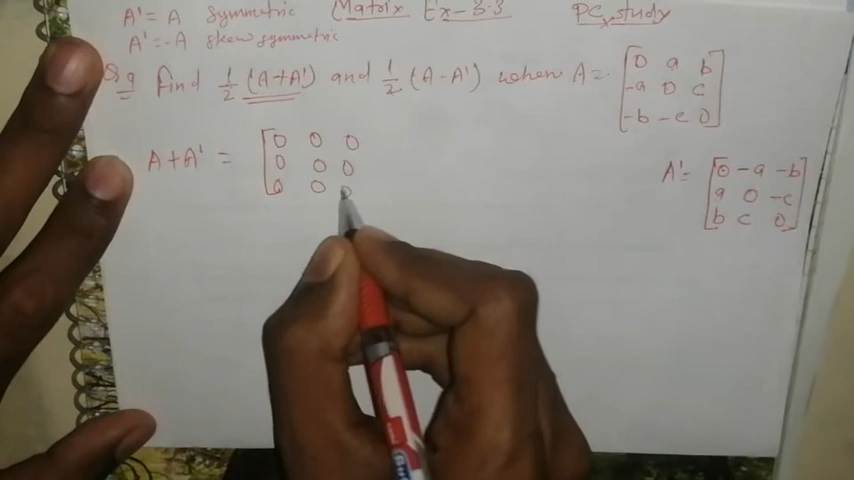 A' = A Symmetric Matrix Ex-3.3 PC study
A' = -A Skew symmetric
Q 9 Find 1/2 (A+A') and 1/2 (A-A') when A = [0 a b
-a 0 c
-b -c 0]
A+A' = [0 0 0
0 0 0
0 0 0]
A' = [0 -a -b
a 0 -c
b c 0]